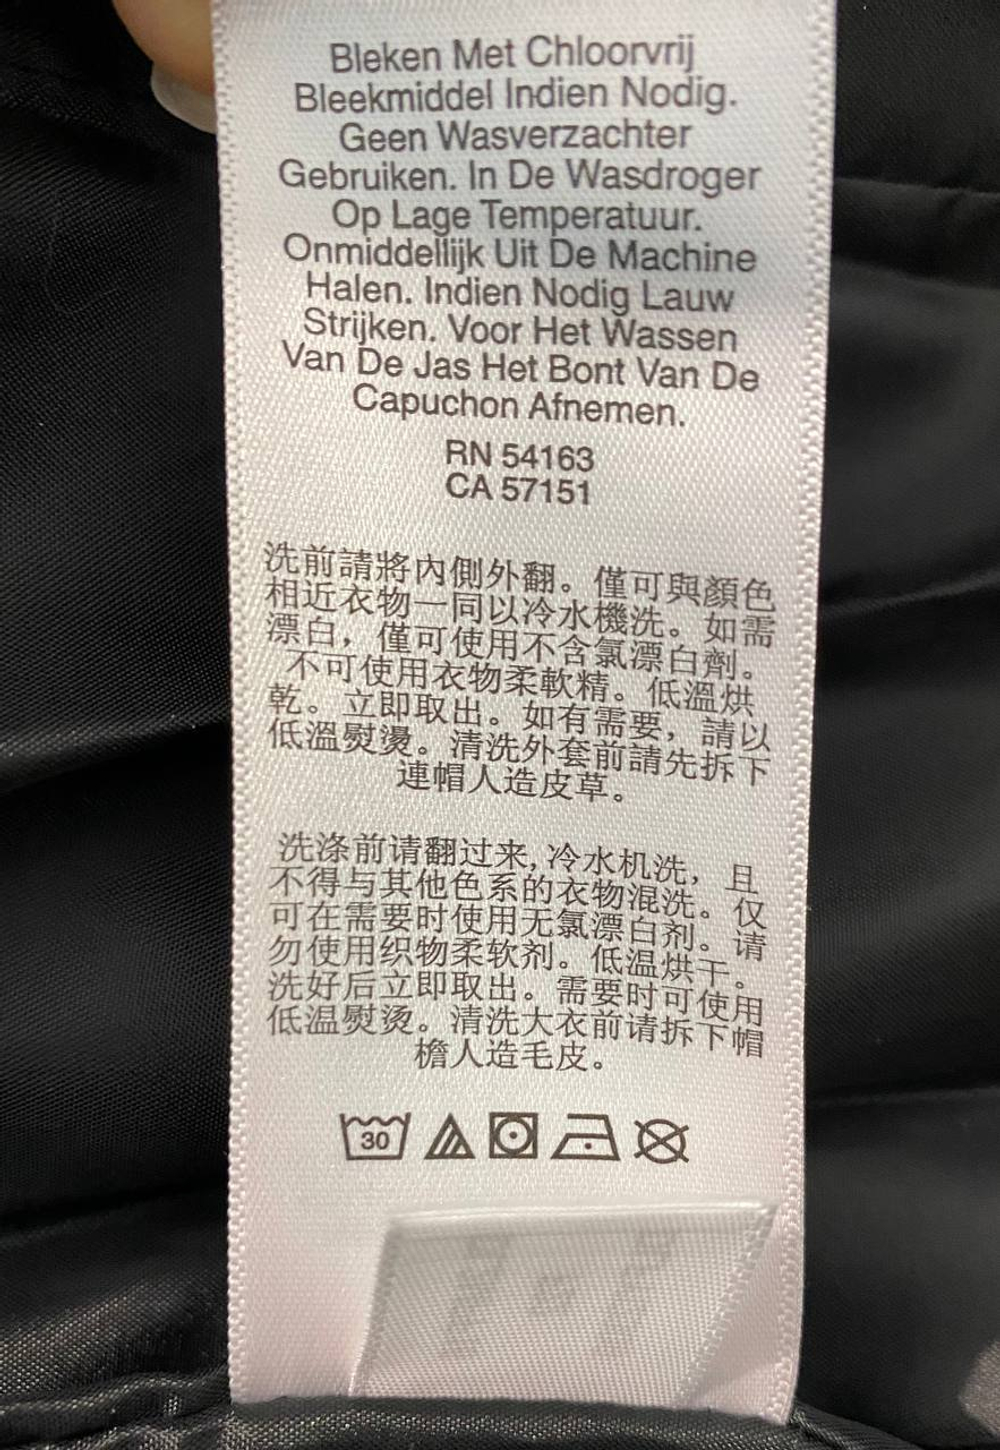 Bleken Met Chloorvrij
Bleekmiddel Indien Nodig.
Geen Wasverzachter
Gebruiken. In De Wasdroger
Op Lage Temperatuur.
Onmiddellijk Uit De Machine
Halen. Indien Nodig Lauw
Strijken. Voor Het Wassen
Van De Jas Het Bont Van De
Capuchon Afnemen.
RN 54163
CA 57151
洗前請將內側外翻。僅可與顏色
相近衣物一同以冷水機洗。如需
漂白，僅可使用不含氯漂白劑。
不可使用衣物柔軟精。低溫烘
乾。立即取出。如有需要，請以
低溫熨燙。清洗外套前請先拆下
連帽人造皮草。
洗涤前请翻过来,冷水机洗，且
不得与其他色系的衣物混洗。仅
可在需要时使用无氯漂白剂。请
勿使用织物柔软剂。低温烘干。
洗好后立即取出。需要时可使用
低温熨烫。清洗大衣前请拆下帽
檐人造毛皮。
30